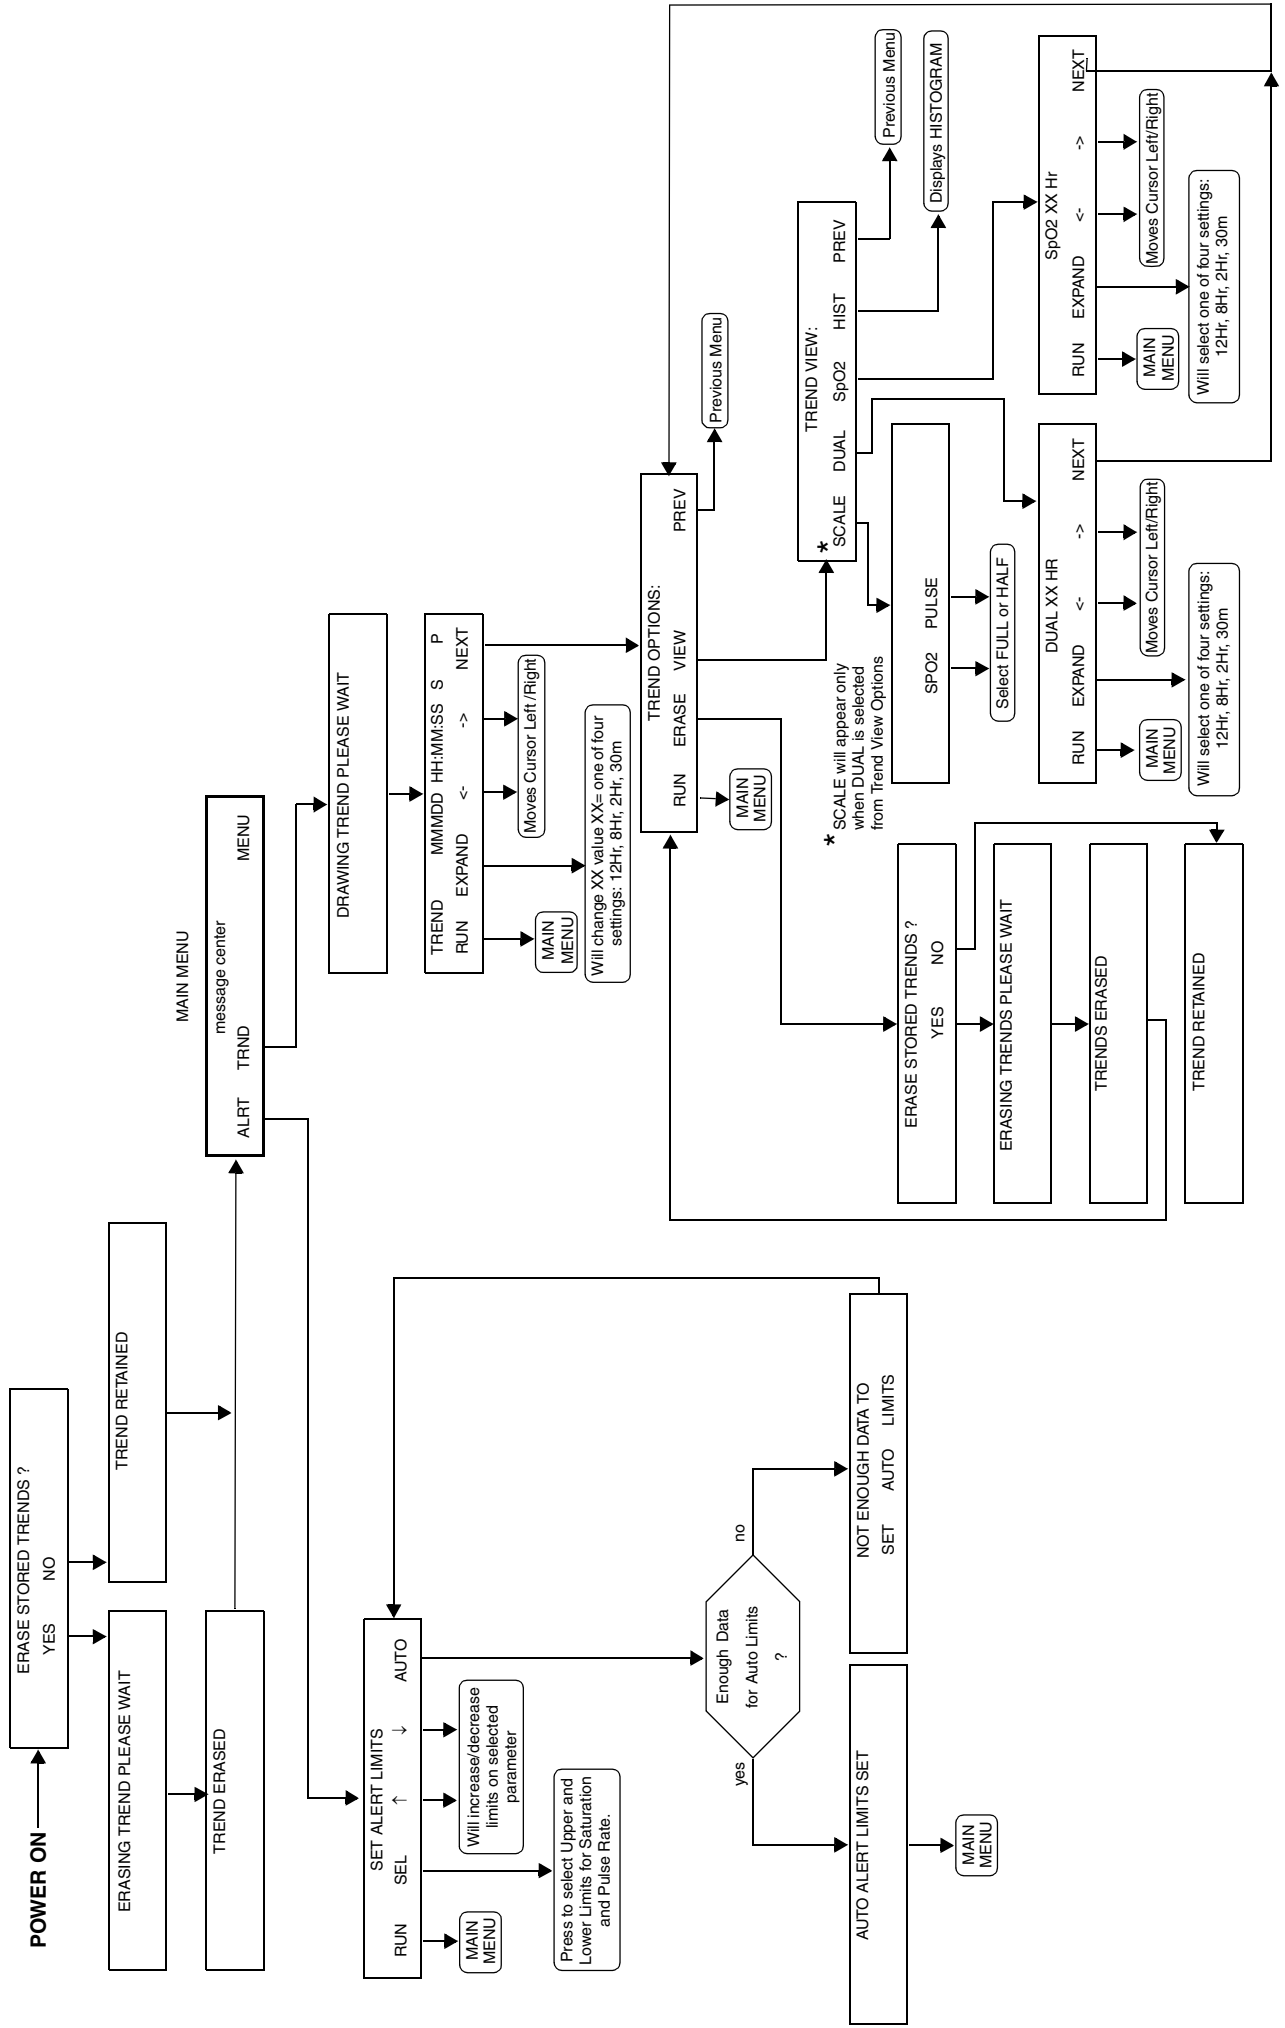 POWER ON
ERASE STORED TRENDS ?
YES NO
ERASING TREND PLEASE WAIT
TREND RETAINED
TREND ERASED
MAIN MENU
message center
ALRT TRND MENU
SET ALERT LIMITS
RUN SEL ↑ ↓ AUTO
MAIN
MENU
Will increase/decrease
limits on selected
parameter
Press to select Upper and
Lower Limits for Saturation
and Pulse Rate.
Enough Data
for Auto Limits
?
yes
no
AUTO ALERT LIMITS SET
MAIN
MENU
NOT ENOUGH DATA TO
SET AUTO LIMITS
DRAWING TREND PLEASE WAIT
TREND MMMDD HH:MM:SS S P
RUN EXPAND <- -> NEXT
MAIN
MENU
Moves Cursor Left /Right
Will change XX value XX= one of four
settings: 12Hr, 8Hr, 2Hr, 30m
TREND OPTIONS:
RUN ERASE VIEW PREV
MAIN
MENU
Previous Menu
ERASE STORED TRENDS ?
YES NO
ERASING TRENDS PLEASE WAIT
TRENDS ERASED
TREND RETAINED
TREND VIEW:
* SCALE DUAL SpO2 HIST PREV
Previous Menu
Displays HISTOGRAM
* SCALE will appear only
when DUAL is selected
from Trend View Options
SPO2 PULSE
Select FULL or HALF
DUAL XX HR
RUN EXPAND <- -> NEXT
MAIN
MENU
Moves Cursor Left/Right
Will select one of four settings:
12Hr, 8Hr, 2Hr, 30m
SpO2 XX Hr
RUN EXPAND <- -> NEXT
MAIN
MENU
Moves Cursor Left/Right
Will select one of four settings:
12Hr, 8Hr, 2Hr, 30m